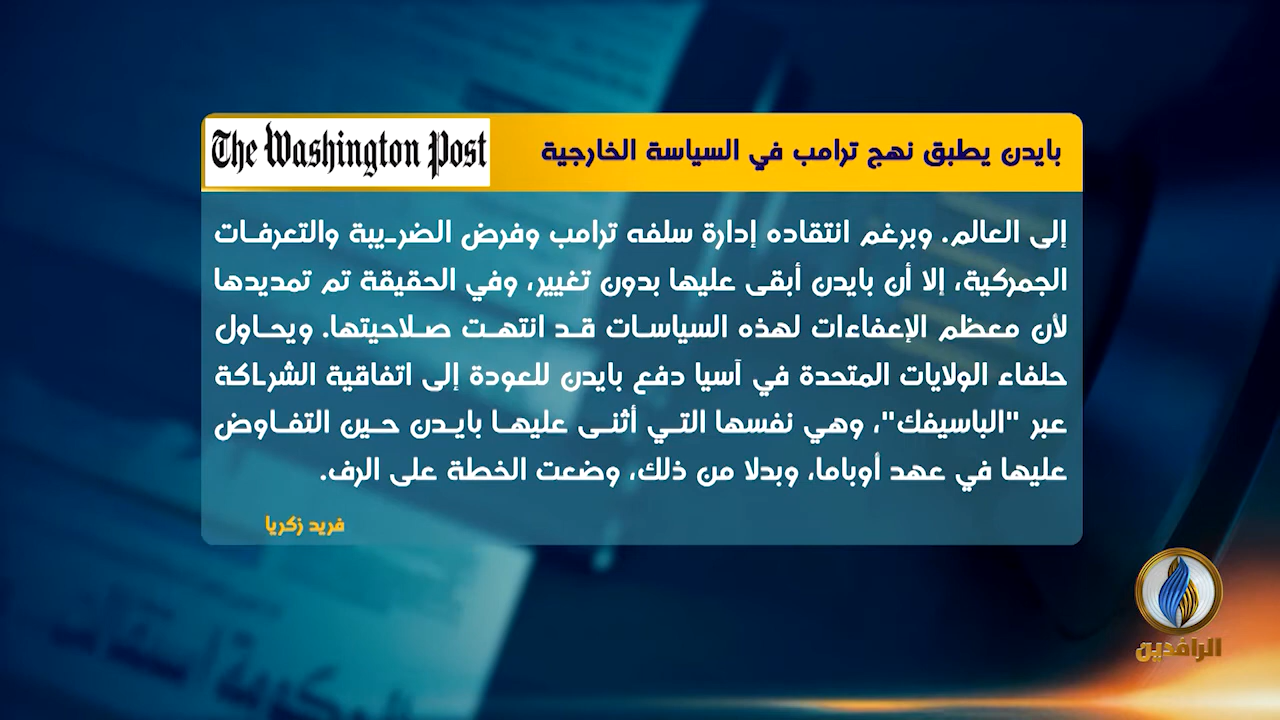 The Washington Post
بايدن يطبق نهج ترامب في السياسة الخارجية
إلى العالم. وبرغم انتقاده إدارة سلفه ترامب وفرض الضريبة والتعرفات
الجمركية، إلا أن بايدن أبقى عليها بدون تغيير، وفي الحقيقة تم تمديدها
لأن معظم الإعفاءات لهذه السياسات قد انتهت صلاحيتها. ويحاول
حلفاء الولايات المتحدة في آسيا دفع بايدن للعودة إلى اتفاقية الشراكة
عبر "الباسيفك"، وهي نفسها التي أثنى عليها بايدن حين التفاوض
عليها في عهد أوباما، وبدلا من ذلك، وضعت الخطة على الرف.
فريد زكريا
الرافدين